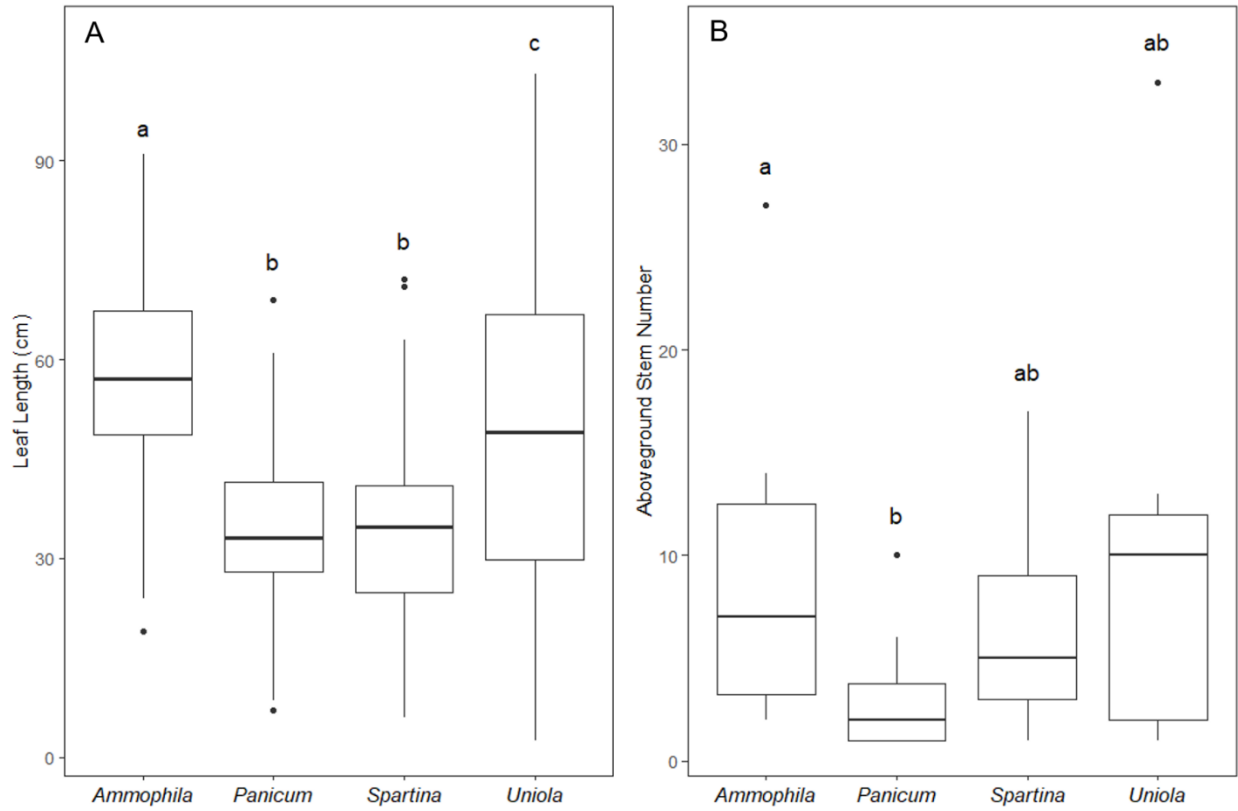 A
a
b
b
c
90
60
30
0
Leaf Length (cm)
Ammophila Panicum Spartina Uniola
B
a
b
ab
ab
30
20
10
0
Aboveground Stem Number
Ammophila Panicum Spartina Uniola